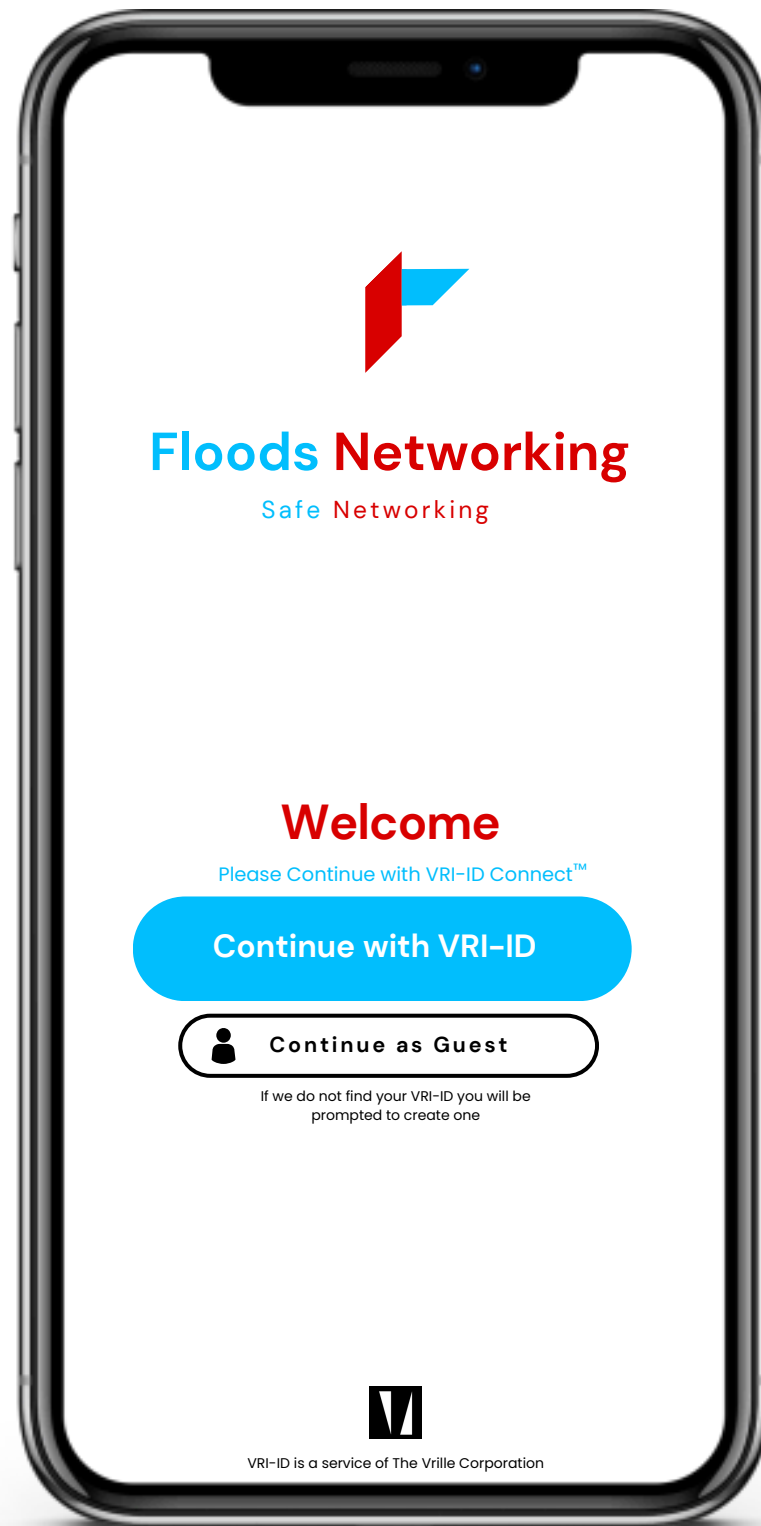 Floods Networking
Safe Networking
Welcome
Please Continue with VRI-ID Connect™
Continue with VRI-ID
Continue as Guest
If we do not find your VRI-ID you will be
prompted to create one
VRI-ID is a service of The Vrille Corporation